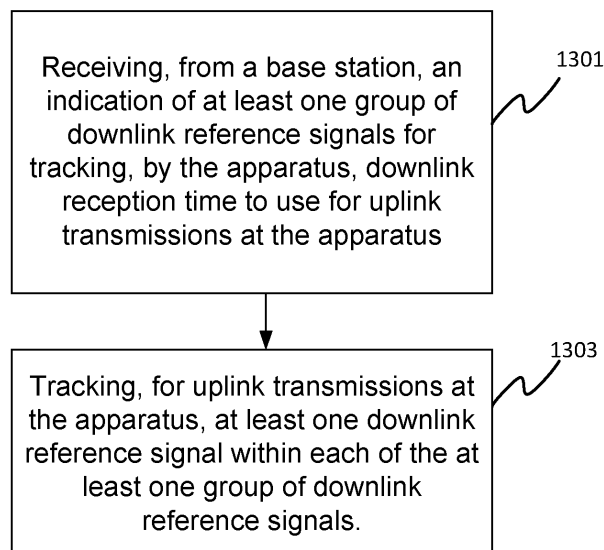 Receiving, from a base station, an
indication of at least one group of
downlink reference signals for
tracking, by the apparatus, downlink
reception time to use for uplink
transmissions at the apparatus
1301
Tracking, for uplink transmissions at
the apparatus, at least one downlink
reference signal within each of the at
least one group of downlink
reference signals.
1303